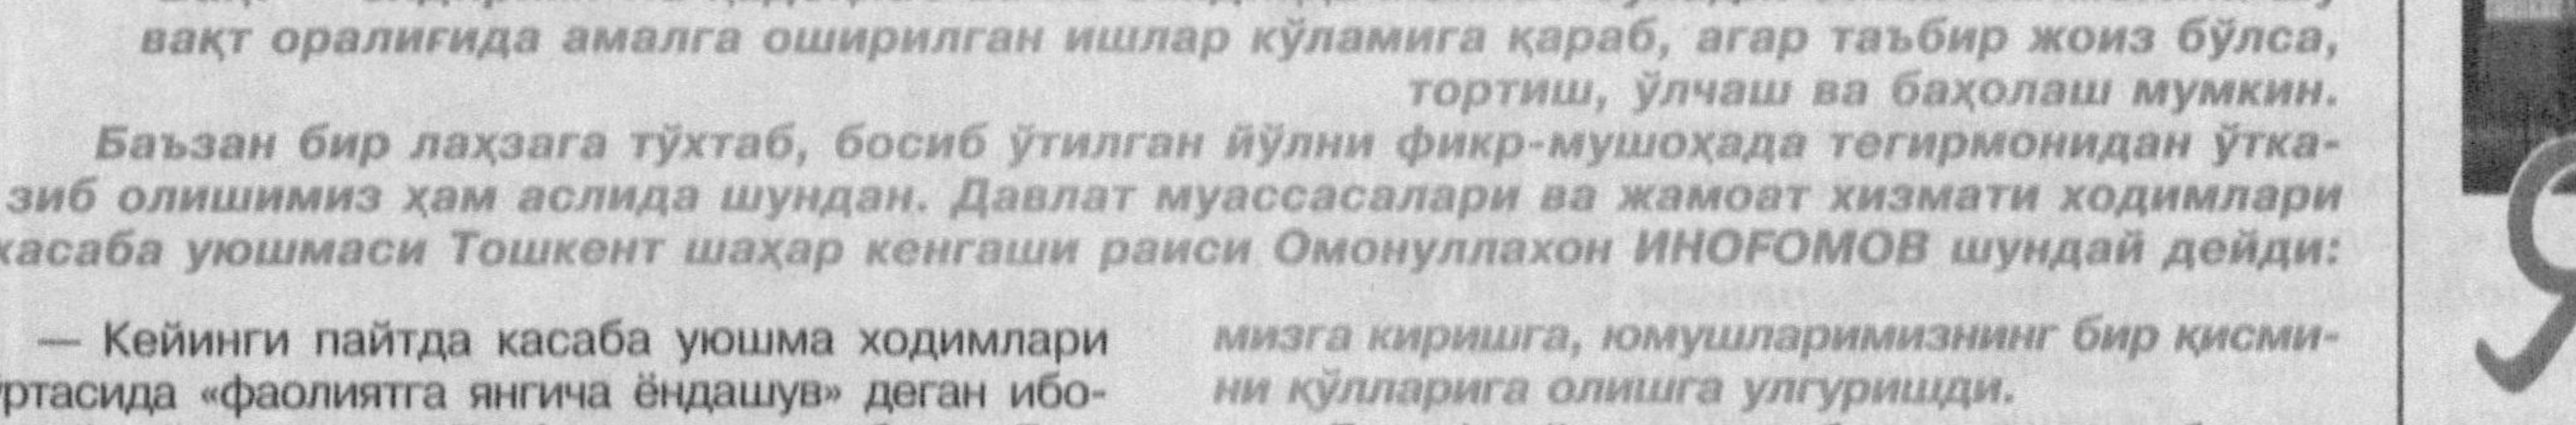 вақт оралиғида амалга оширилган ишлар кўламига қараб, агар таъбир жоиз бўлса,
тортиш, ўлчаш ва баҳолаш мумкин.
Баъзан бир лаҳзага тўхтаб, босиб ўтилган йўлни фикр-мушоҳада тегирмонидан ўтка-
зиб олишимиз ҳам аслида шундан. Давлат муассасалари ва жамоат хизмати ходимлари
касаба уюшмаси Тошкент шаҳар кенгаши раиси Омонуллахон ИНОҒОМОВ шундай дейди:
— Кейинги пайтда касаба уюшма ходимлари
ўртасида «фаолиятга янгича ёндашув» деган ибо-
мизга киришга, юмушларимизнинг бир қисми-
ни қўлларига олишга улгуришди.
Я